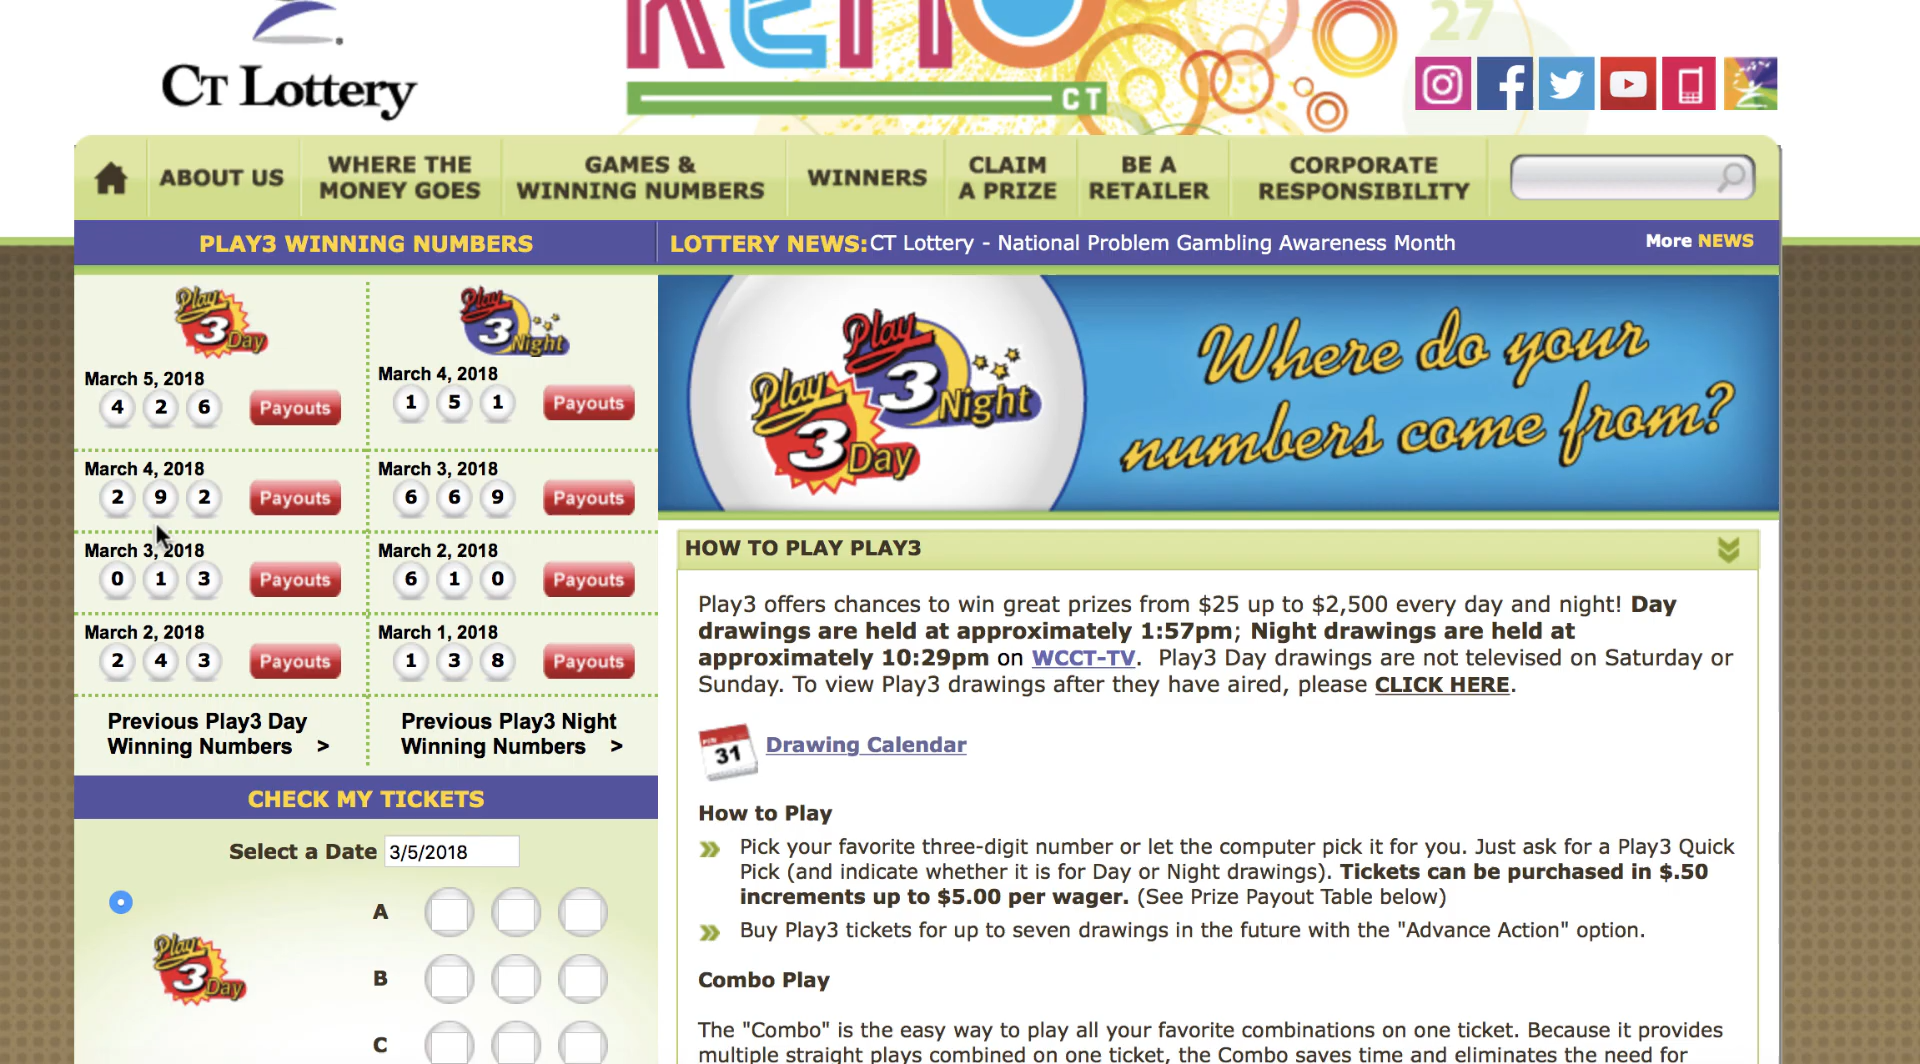 CT Lottery
KENO
CT
27
ABOUT US
WHERE THE
MONEY GOES
GAMES &
WINNING NUMBERS
WINNERS
CLAIM
A PRIZE
BE A
RETAILER
CORPORATE
RESPONSIBILITY
PLAY3 WINNING NUMBERS
LOTTERY NEWS: CT Lottery - National Problem Gambling Awareness Month
More NEWS
Play 3 Day
March 5, 2018
4 2 6 Payouts
March 4, 2018
2 9 2 Payouts
March 3, 2018
0 1 3 Payouts
March 2, 2018
2 4 3 Payouts
Previous Play3 Day
Winning Numbers >
Play 3 Night
March 4, 2018
1 5 1 Payouts
March 3, 2018
6 6 9 Payouts
March 2, 2018
6 1 0 Payouts
March 1, 2018
1 3 8 Payouts
Previous Play3 Night
Winning Numbers >
CHECK MY TICKETS
Select a Date 3/5/2018
A
Play 3 Day
B
C
Play 3 Night
Play 3 Day
Where do your
numbers come from?
HOW TO PLAY PLAY3
Play3 offers chances to win great prizes from $25 up to $2,500 every day and night! Day
drawings are held at approximately 1:57pm; Night drawings are held at
approximately 10:29pm on WCCT-TV. Play3 Day drawings are not televised on Saturday or
Sunday. To view Play3 drawings after they have aired, please CLICK HERE.
31
Drawing Calendar
How to Play
Pick your favorite three-digit number or let the computer pick it for you. Just ask for a Play3 Quick
Pick (and indicate whether it is for Day or Night drawings). Tickets can be purchased in $.50
increments up to $5.00 per wager. (See Prize Payout Table below)
Buy Play3 tickets for up to seven drawings in the future with the "Advance Action" option.
Combo Play
The "Combo" is the easy way to play all your favorite combinations on one ticket. Because it provides
multiple straight plays combined on one ticket, the Combo saves time and eliminates the need for